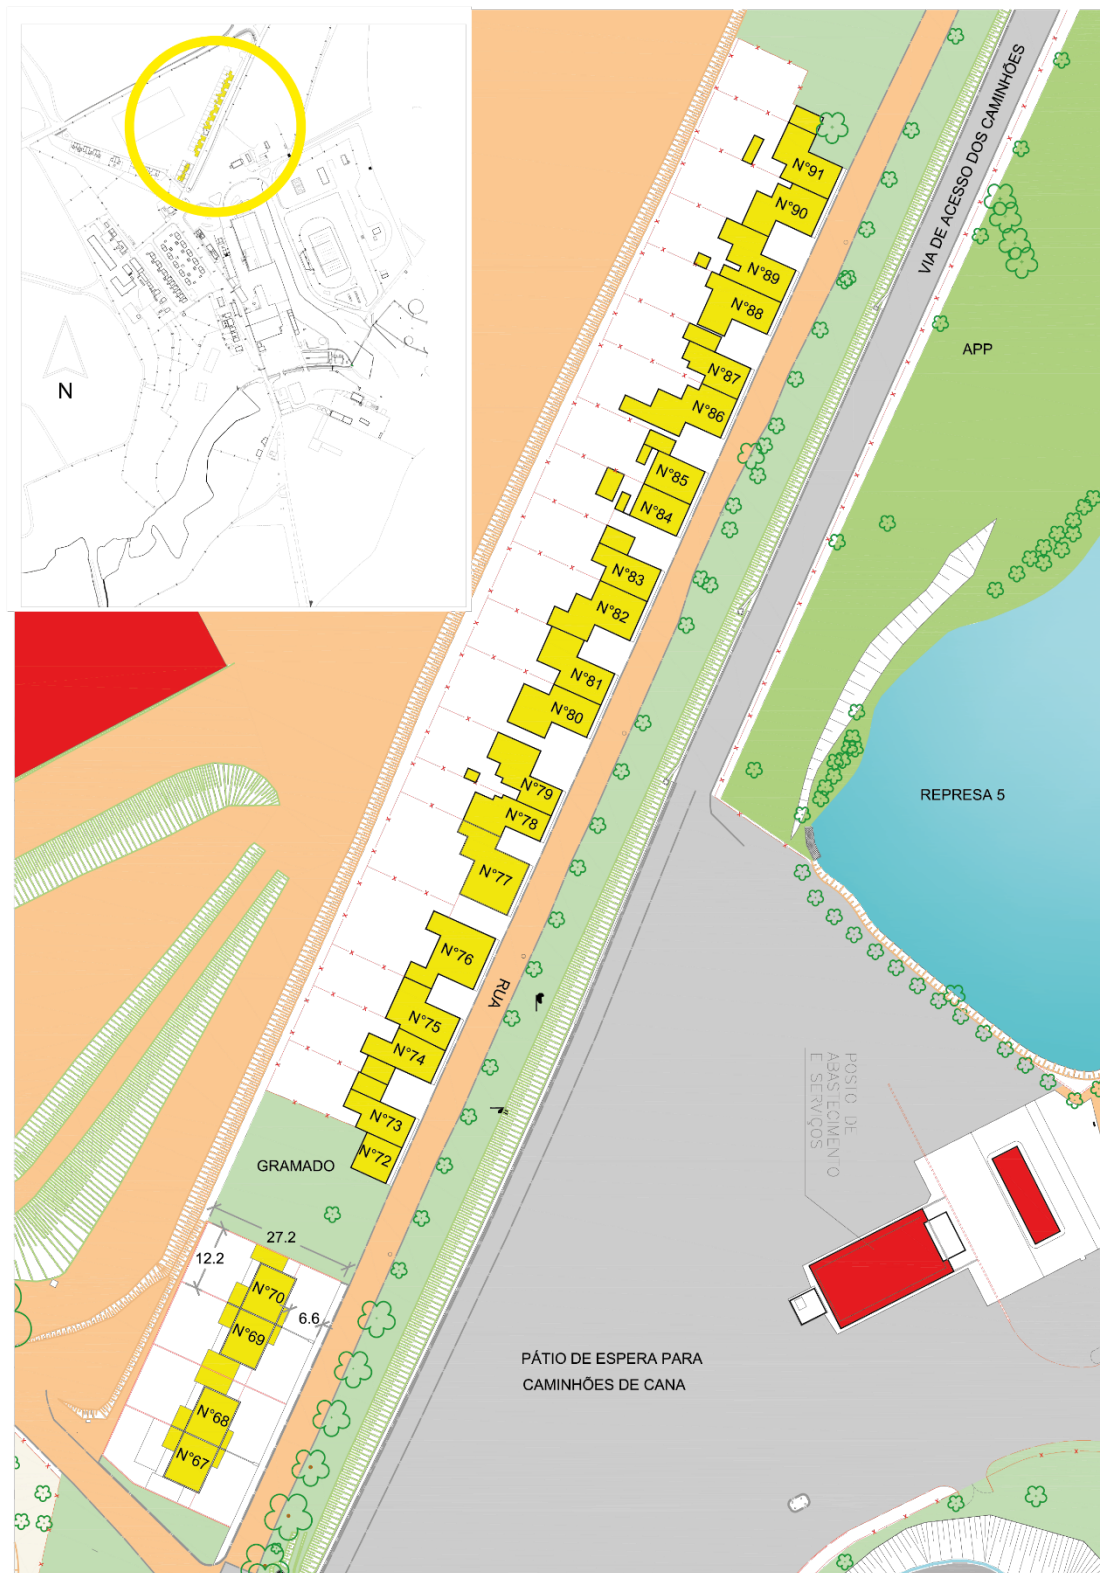 N
VIA DE ACESSO DOS CAMINHÕES
N°91
N°90
N°89
N°88
APP
N°87
N°86
N°85
N°84
N°83
N°82
N°81
N°80
N°79
N°78
REPRESA 5
N°77
N°76
RUA
N°75
N°74
N°73
N°72
POSTO DE
ABASTECIMENTO
E SERVIÇOS
GRAMADO
27.2
12.2
6.6
N°70
N°69
N°68
N°67
PÁTIO DE ESPERA PARA
CAMINHÕES DE CANA